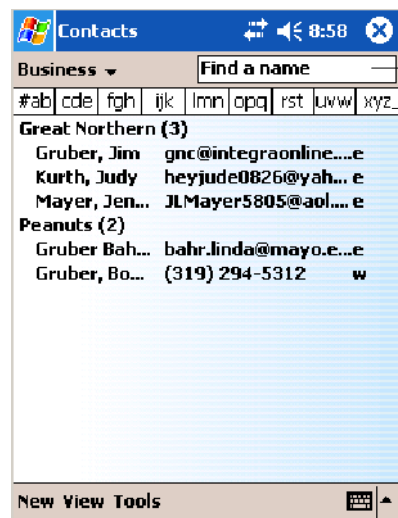 Contacts 8:58
Business Find a name
#ab cde fgh ijk lmn opq rst uvw xyz
Great Northern (3)
Gruber, Jim gnc@integraonline....e
Kurth, Judy heyjude0826@yah... e
Mayer, Jen... JLMayer5805@aol.... e
Peanuts (2)
Gruber Bah... bahr.linda@mayo.e...e
Gruber, Bo... (319) 294-5312 w
New View Tools